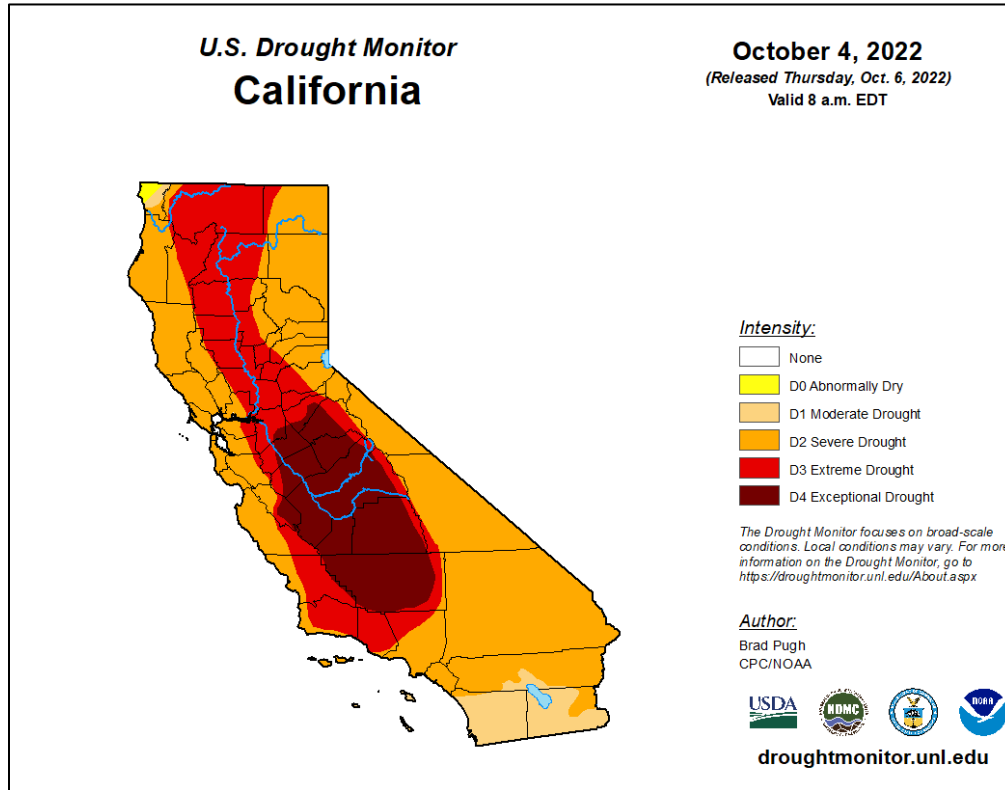 U.S. Drought Monitor
California
October 4, 2022
(Released Thursday, Oct. 6, 2022)
Valid 8 a.m. EDT
Intensity:
None
D0 Abnormally Dry
D1 Moderate Drought
D2 Severe Drought
D3 Extreme Drought
D4 Exceptional Drought
The Drought Monitor focuses on broad-scale
conditions. Local conditions may vary. For more
information on the Drought Monitor, go to
https://droughtmonitor.unl.edu/About.aspx
Author:
Brad Pugh
CPC/NOAA
USDA
NDMC
NOAA
droughtmonitor.unl.edu